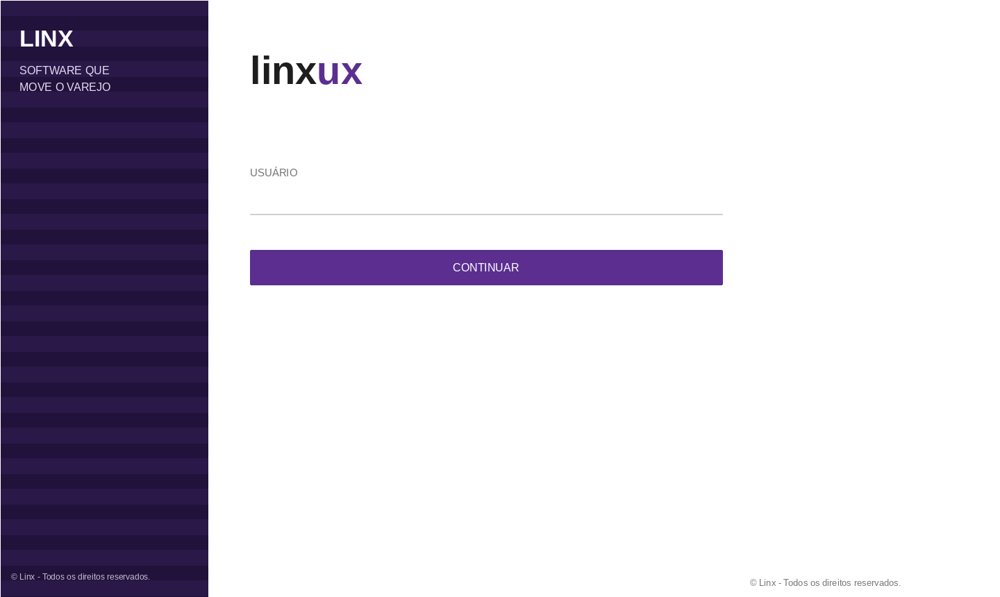 LINX
SOFTWARE QUE
MOVE O VAREJO
linxux
USUÁRIO
CONTINUAR
© Linx - Todos os direitos reservados.
© Linx - Todos os direitos reservados.